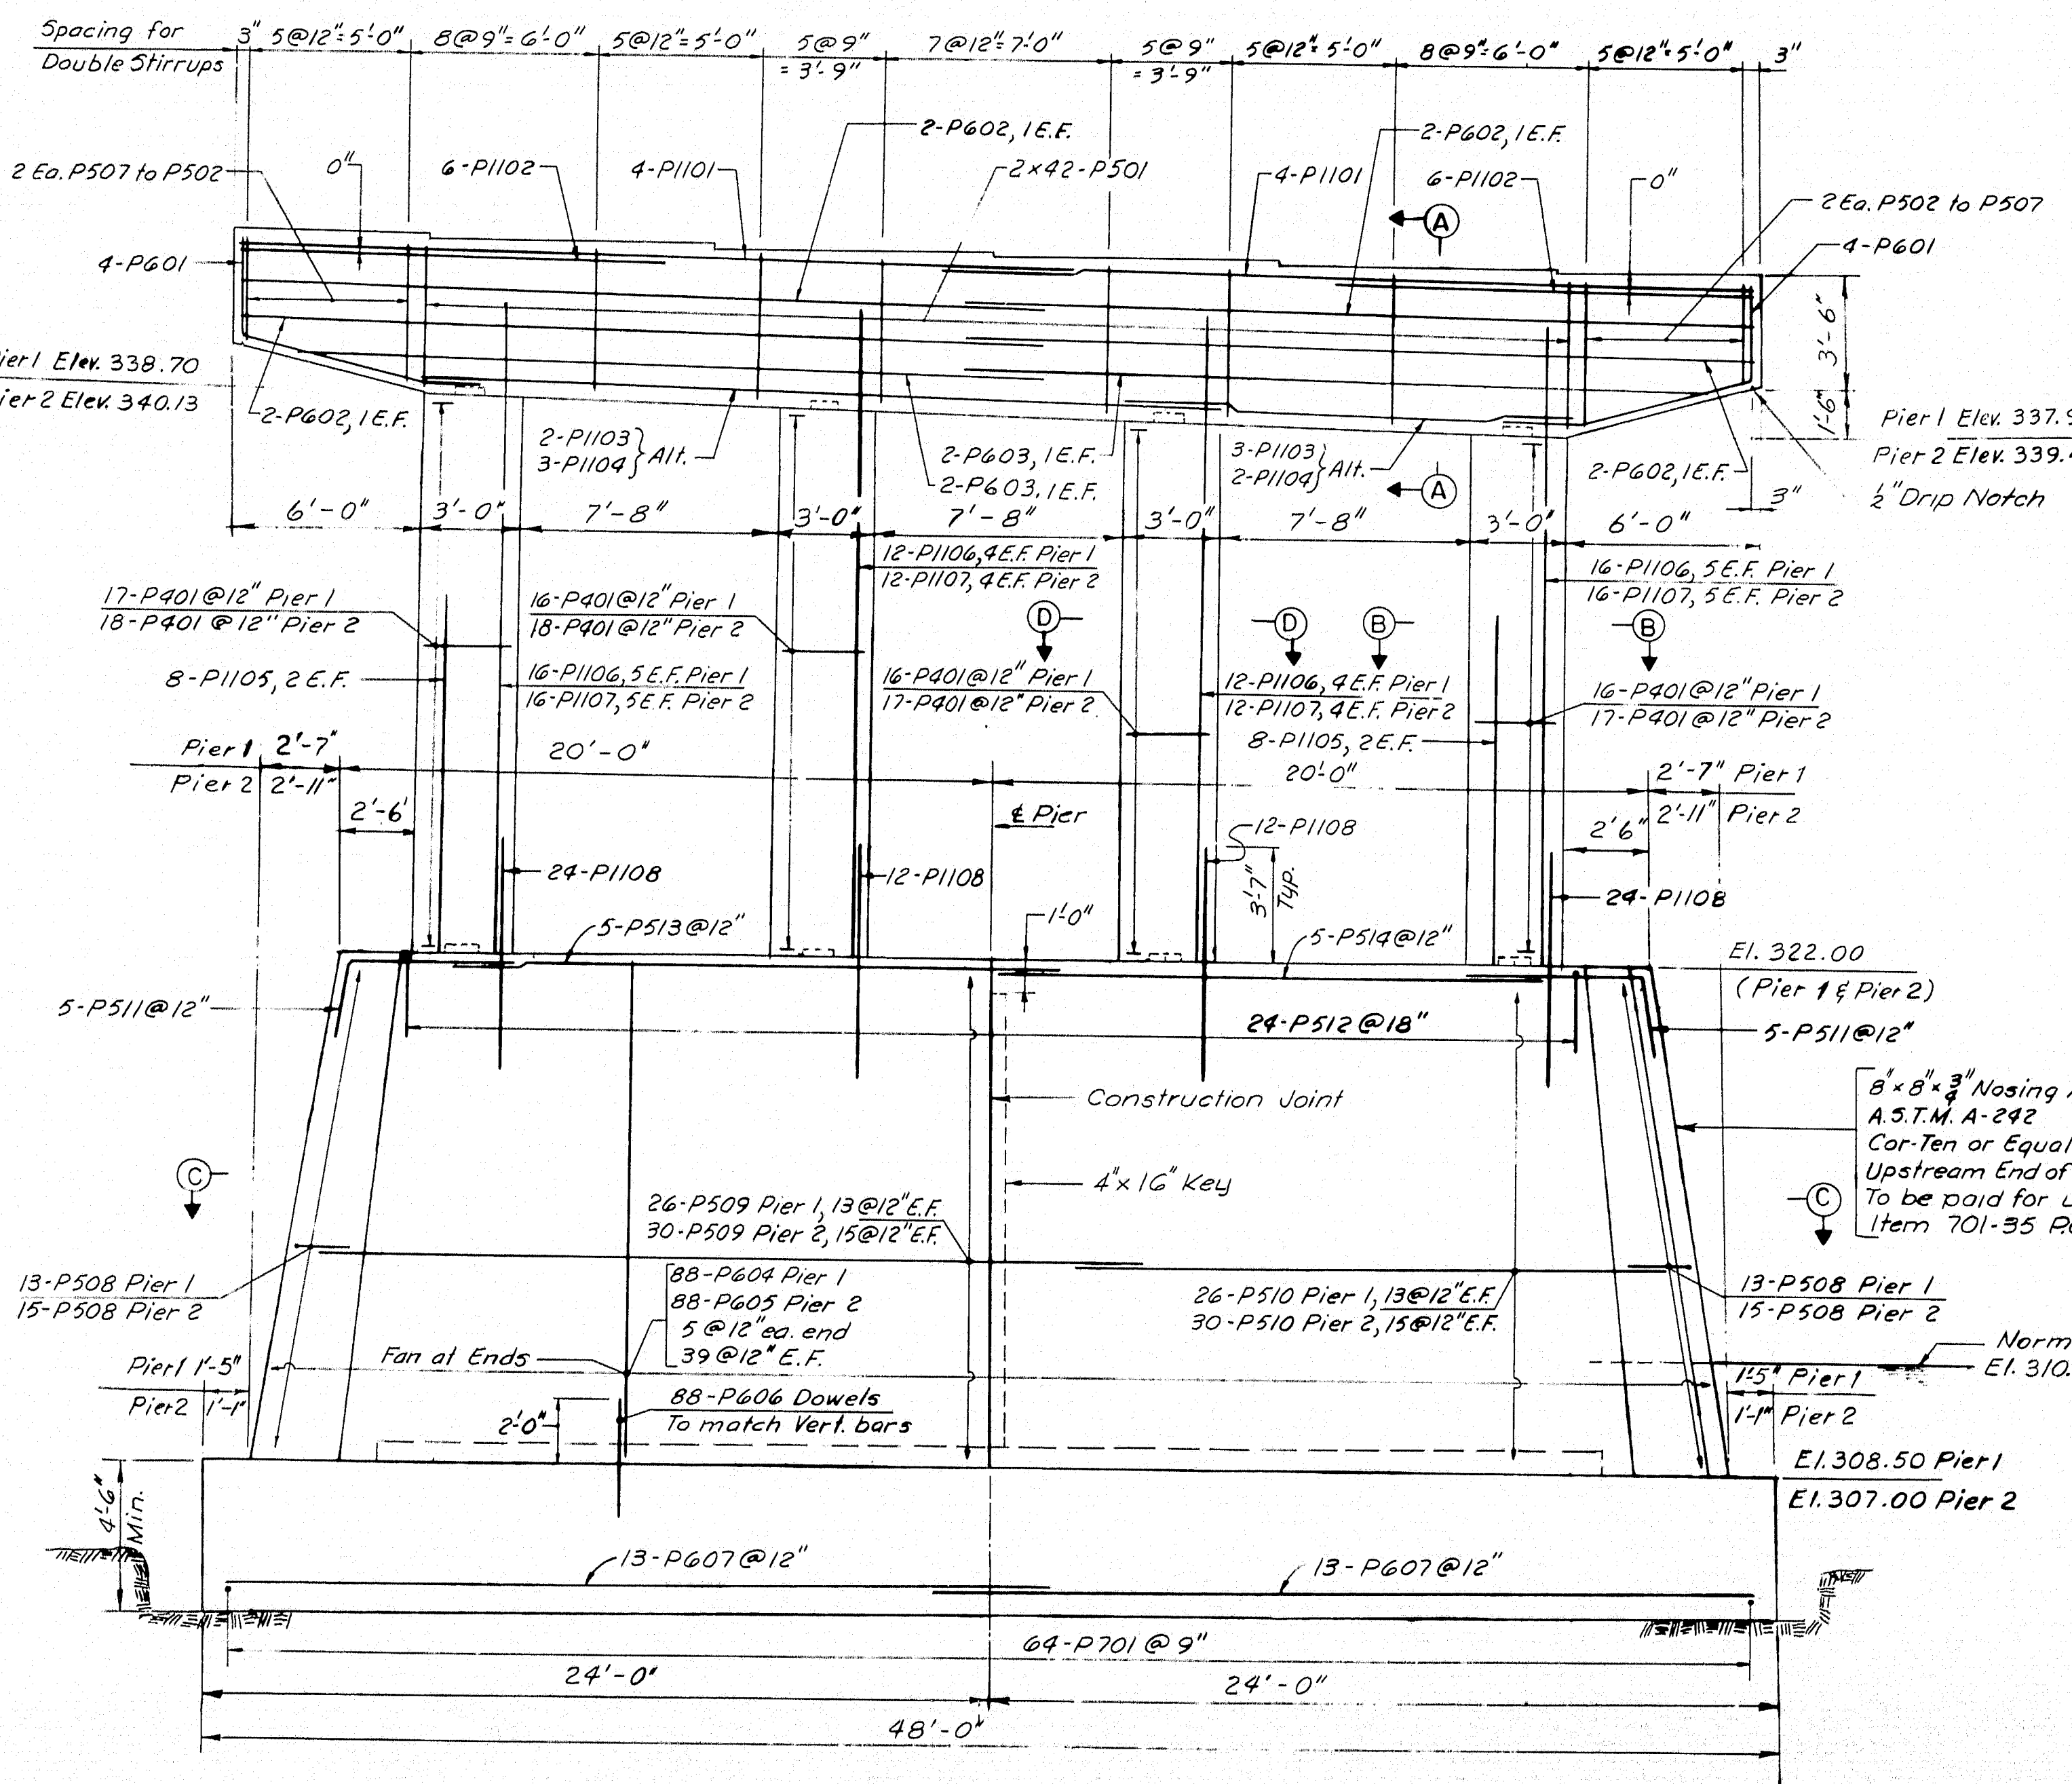 Spacing for
Double Stirrups
3" 5@12"=5'-0" 8@9"=6'-0" 5@12"=5'-0" 5@9" = 3'-9" 7@12"=7'-0" 5@9" = 3'-9" 5@12"=5'-0" 8@9"=6'-0" 5@12"=5'-0" 3"
2-P602, 1 E.F.
2-P602, 1 E.F.
2 Ea. P507 to P502
0"
6-P1102
4-P1101
2×42-P501
4-P1101
6-P1102
0"
2 Ea. P502 to P507
A
4-P601
4-P601
3'-6"
1'-6"
Pier 1 Elev. 338.70
Pier 2 Elev. 340.13
2-P602, 1 E.F.
2-P1103
3-P1104 } Alt.
2-P603, 1 E.F.
2-P603, 1 E.F.
3-P1103
2-P1104 } Alt.
A
2-P602, 1 E.F.
Pier 1 Elev. 337.
Pier 2 Elev. 339.
½" Drip Notch
3"
6'-0" 3'-0" 7'-8" 3'-0" 7'-8" 3'-0" 7'-8" 3'-0" 6'-0"
12-P1106, 4 E.F. Pier 1
12-P1107, 4 E.F. Pier 2
16-P1106, 5 E.F. Pier 1
16-P1107, 5 E.F. Pier 2
17-P401@12" Pier 1
18-P401@12" Pier 2
16-P401@12" Pier 1
18-P401@12" Pier 2
D
D
B
B
8-P1105, 2 E.F.
16-P1106, 5 E.F. Pier 1
16-P1107, 5 E.F. Pier 2
16-P401@12" Pier 1
17-P401@12" Pier 2
12-P1106, 4 E.F. Pier 1
12-P1107, 4 E.F. Pier 2
8-P1105, 2 E.F.
16-P401@12" Pier 1
17-P401@12" Pier 2
Pier 1 2'-7"
Pier 2 2'-11"
20'-0"
20'-0"
2'-7" Pier 1
2'-11" Pier 2
2'-6'
℄ Pier
2'6"
12-P1108
24-P1108
12-P1108
3'-7"
Typ.
24-P1108
1'-0"
5-P513@12"
5-P514@12"
El. 322.00
(Pier 1 & Pier 2)
5-P511@12"
24-P512@18"
5-P511@12"
Construction Joint
8"×8"×¾" Nosing
A.S.T.M. A-242
Cor-Ten or Equal
Upstream End of
To be paid for
Item 701-35
C
4"×16" Key
C
26-P509 Pier 1, 13@12" E.F.
30-P509 Pier 2, 15@12" E.F.
13-P508 Pier 1
15-P508 Pier 2
88-P604 Pier 1
88-P605 Pier 2
5@12" ea. end
39@12" E.F.
26-P510 Pier 1, 13@12" E.F.
30-P510 Pier 2, 15@12" E.F.
13-P508 Pier 1
15-P508 Pier 2
Fan at Ends
El. 310.
Pier 1 1'-5"
Pier 2 1'-1"
88-P606 Dowels
To match Vert. bars
2'-0"
1'-5" Pier 1
1'-1" Pier 2
El. 308.50 Pier 1
El. 307.00 Pier 2
4'-6"
Min.
13-P607@12"
13-P607@12"
64-P701@9"
24'-0"
24'-0"
48'-0"